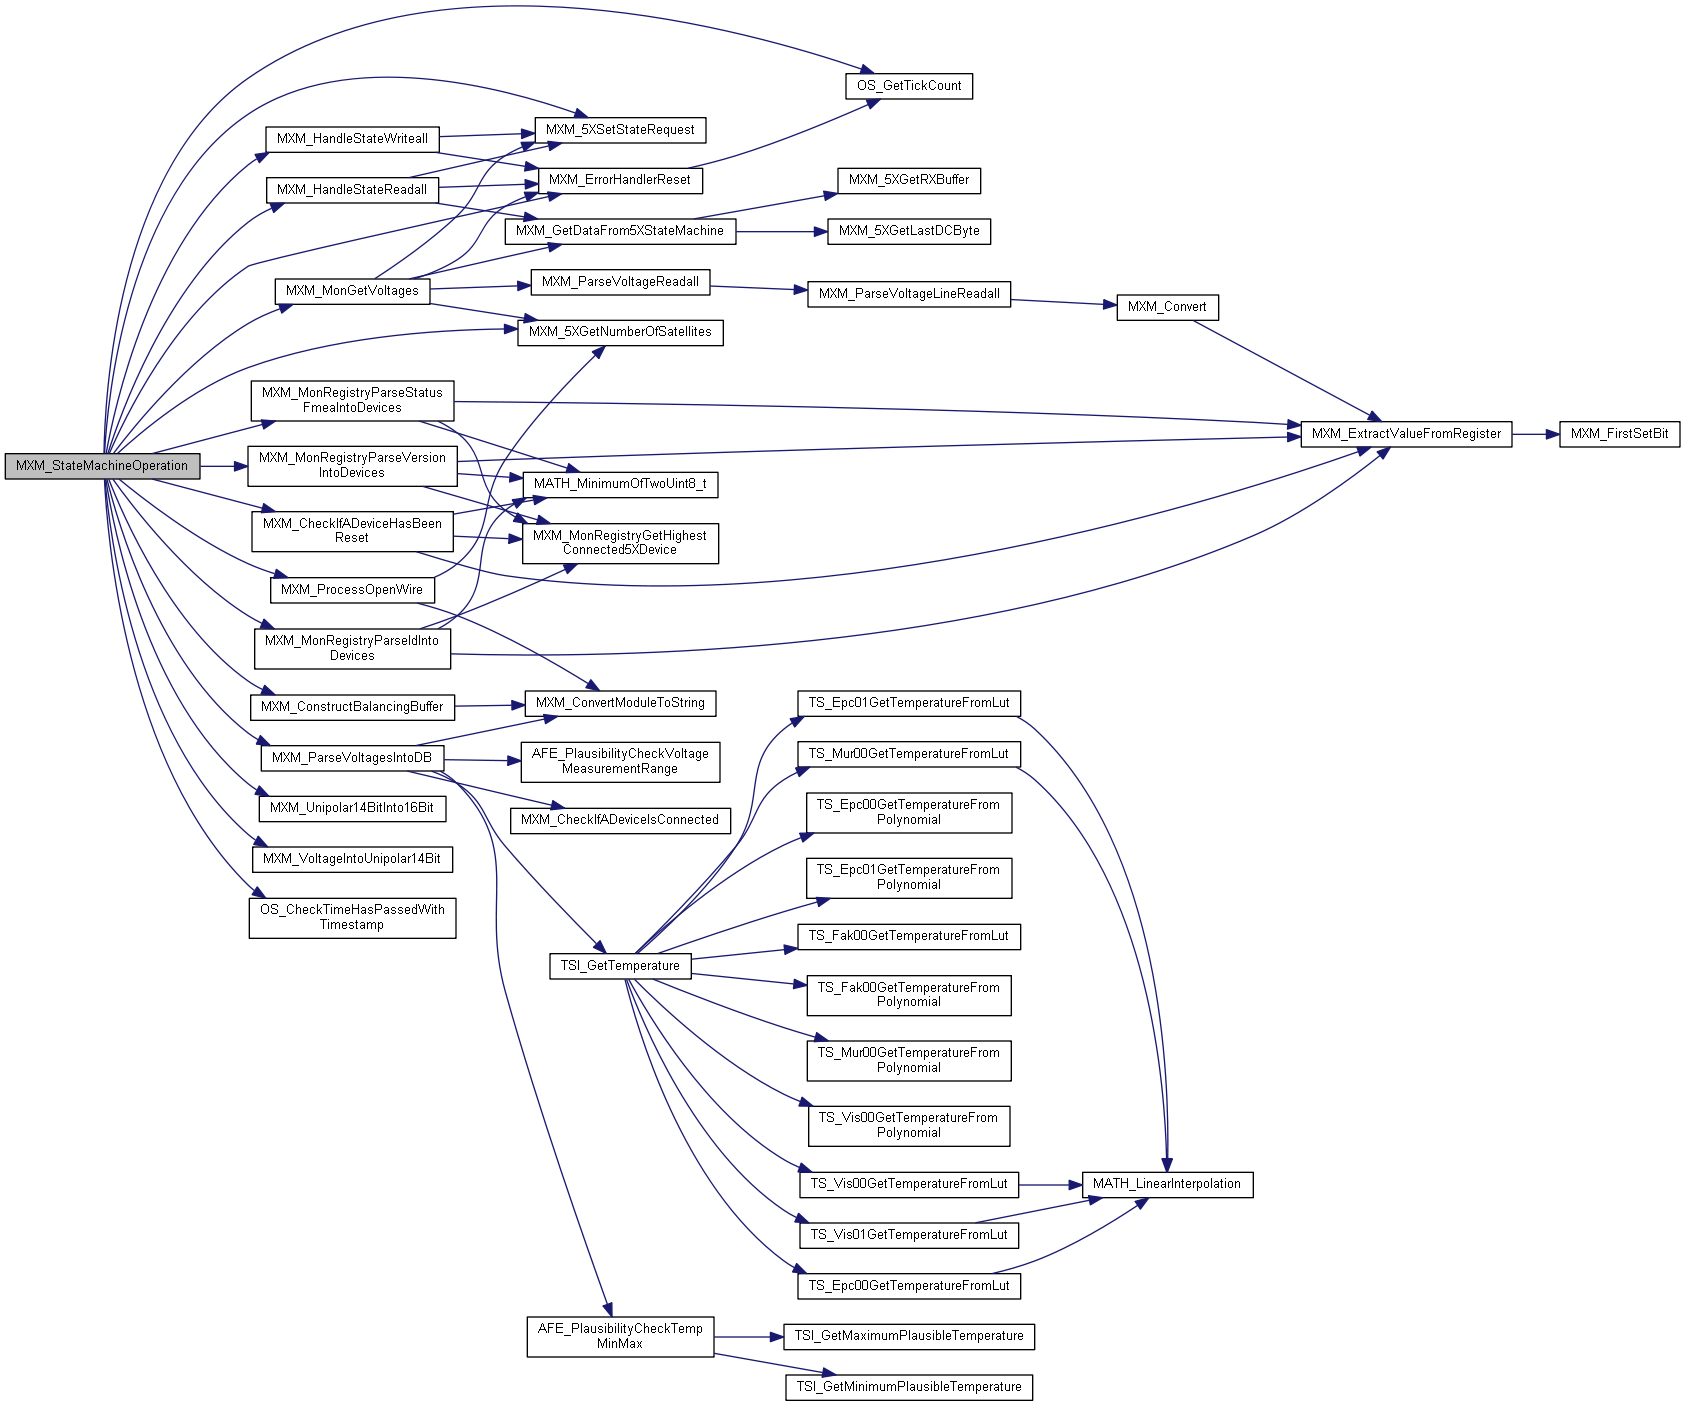 MXM_StateMachineOperation
MXM_HandleStateWriteall
MXM_HandleStateReadall
MXM_MonGetVoltages
MXM_MonRegistryParseStatus
FmeaIntoDevices
MXM_MonRegistryParseVersion
IntoDevices
MXM_CheckIfADeviceHasBeen
Reset
MXM_ProcessOpenWire
MXM_MonRegistryParseIdInto
Devices
MXM_ConstructBalancingBuffer
MXM_ParseVoltagesIntoDB
MXM_Unipolar14BitInto16Bit
MXM_VoltageIntoUnipolar14Bit
OS_CheckTimeHasPassedWith
Timestamp
MXM_5XSetStateRequest
MXM_ErrorHandlerReset
MXM_GetDataFrom5XStateMachine
MXM_ParseVoltageReadall
MXM_5XGetNumberOfSatellites
MATH_MinimumOfTwoUint8_t
MXM_MonRegistryGetHighest
Connected5XDevice
MXM_ConvertModuleToString
AFE_PlausibilityCheckVoltage
MeasurementRange
MXM_CheckIfADeviceIsConnected
TSI_GetTemperature
AFE_PlausibilityCheckTemp
MinMax
OS_GetTickCount
MXM_5XGetRXBuffer
MXM_5XGetLastDCByte
MXM_ParseVoltageLineReadall
TS_Epc01GetTemperatureFromLut
TS_Mur00GetTemperatureFromLut
TS_Epc00GetTemperatureFrom
Polynomial
TS_Epc01GetTemperatureFrom
Polynomial
TS_Fak00GetTemperatureFromLut
TS_Fak00GetTemperatureFrom
Polynomial
TS_Mur00GetTemperatureFrom
Polynomial
TS_Vis00GetTemperatureFrom
Polynomial
TS_Vis00GetTemperatureFromLut
TS_Vis01GetTemperatureFromLut
TS_Epc00GetTemperatureFromLut
TSI_GetMaximumPlausibleTemperature
TSI_GetMinimumPlausibleTemperature
MXM_Convert
MATH_LinearInterpolation
MXM_ExtractValueFromRegister
MXM_FirstSetBit